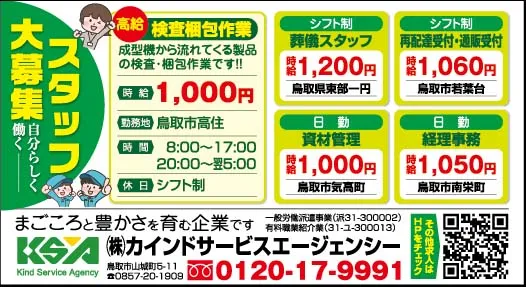 スタッフ
大募集
自分らしく
働く
高給
検査梱包作業
成型機から流れてくる製品
の検査・梱包作業です!!
時給 1,000円
勤務地 鳥取市高住
時間 8:00〜17:00
20:00〜翌5:00
休日 シフト制
シフト制
葬儀スタッフ
時給 1,200円
鳥取県東部一円
シフト制
再配達受付・通販受付
時給 1,060円
鳥取市若葉台
日勤
資材管理
時給 1,000円
鳥取市気高町
日勤
経理事務
時給 1,050円
鳥取市南栄町
まごころと豊かさを育む企業です
一般労働派遣事業(派31-300002)
有料職業紹介業(31-ユ-300013)
KSA
Kind Service Agency
㈱カインドサービスエージェンシー
鳥取市山城町5-11
☎0857-20-1909
0120-17-9991
その他求人は
HPをチェック